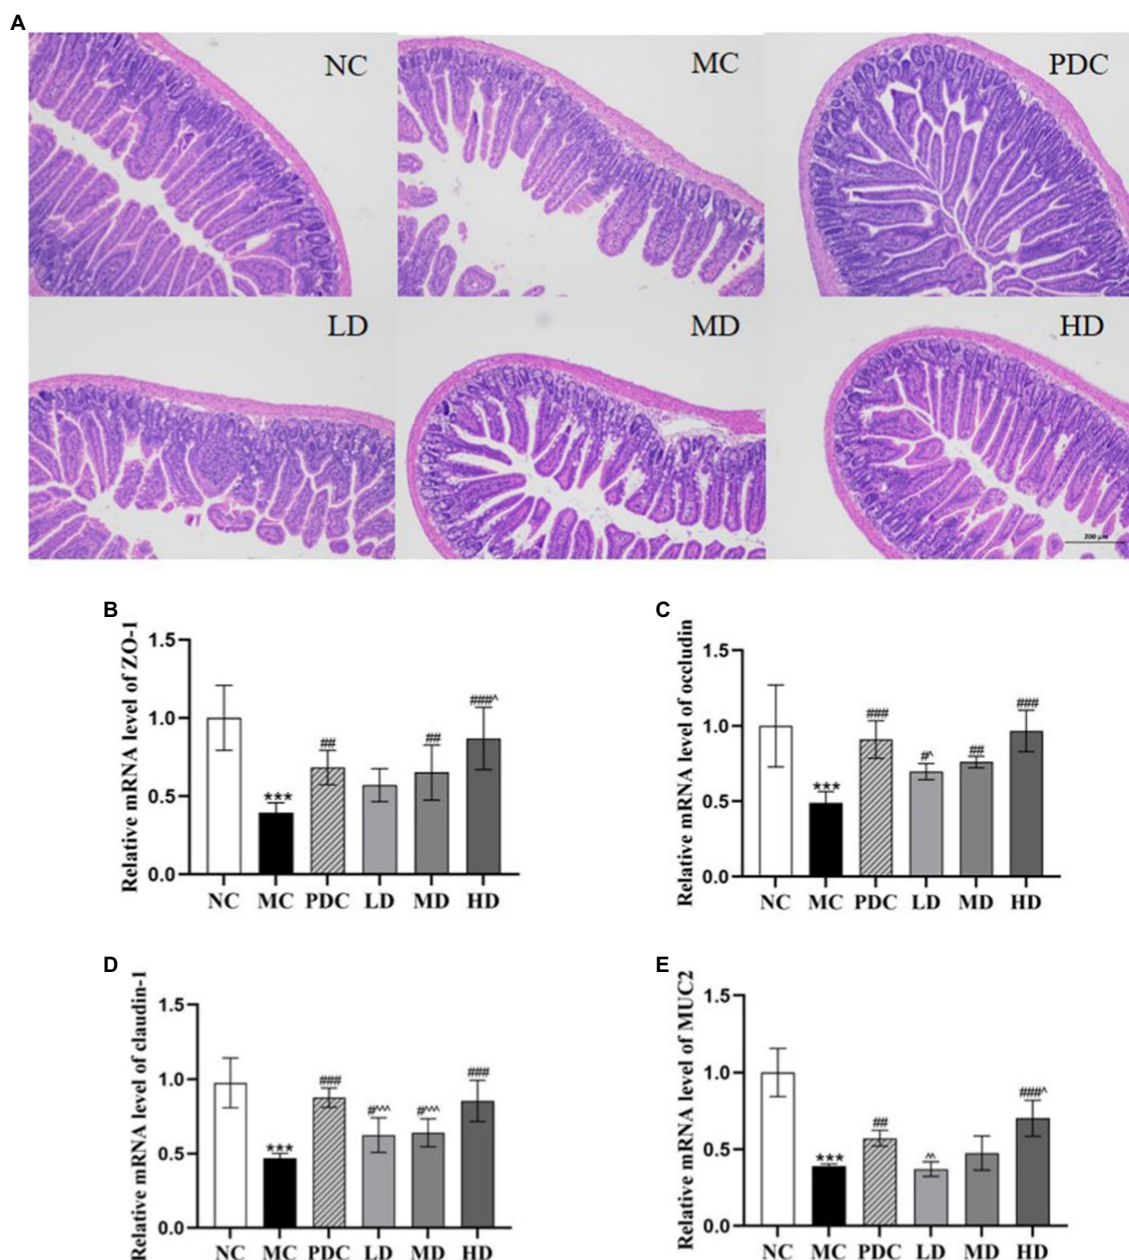 A
NC
MC
PDC
LD
MD
HD
200 μm
B
Relative mRNA level of ZO-1
1.5
1.0
0.5
0.0
***
##
##
###^
NC MC PDC LD MD HD
C
Relative mRNA level of occludin
1.5
1.0
0.5
0.0
***
###
#^
##
###
NC MC PDC LD MD HD
D
Relative mRNA level of claudin-1
1.5
1.0
0.5
0.0
***
###
#^^^
#^^^
###
NC MC PDC LD MD HD
E
Relative mRNA level of MUC2
1.5
1.0
0.5
0.0
***
##
^^
###^
NC MC PDC LD MD HD